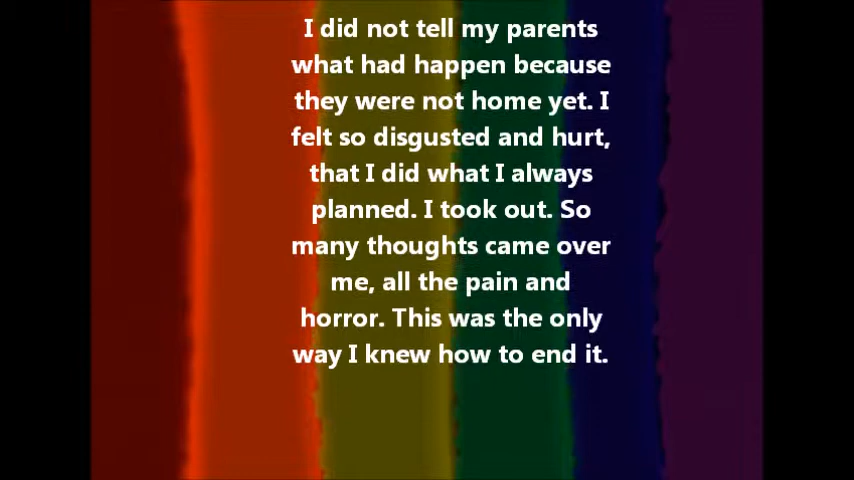 I did not tell my parents
what had happen because
they were not home yet. I
felt so disgusted and hurt,
that I did what I always
planned. I took out. So
many thoughts came over
me, all the pain and
horror. This was the only
way I knew how to end it.